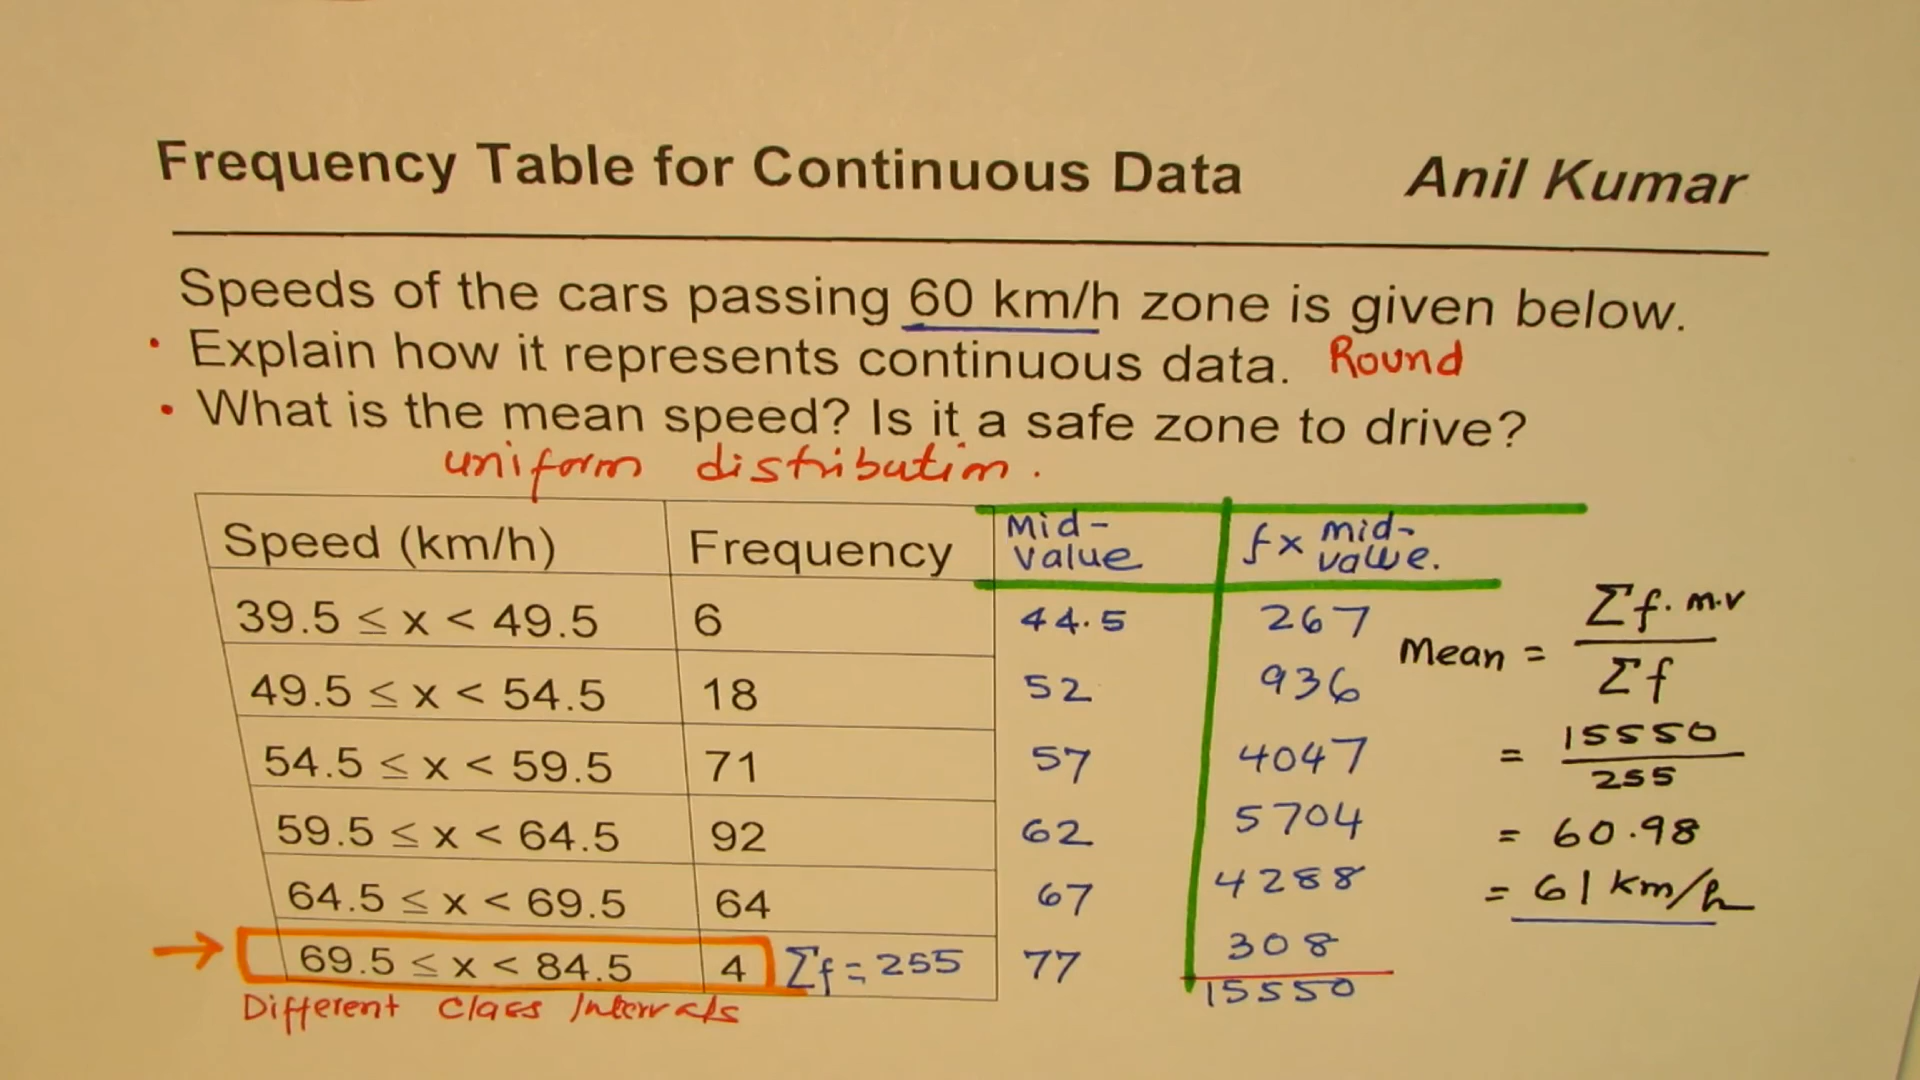 Frequency Table for Continuous Data Anil Kumar
Speeds of the cars passing 60 km/h zone is given below.
• Explain how it represents continuous data. Round
• What is the mean speed? Is it a safe zone to drive?
uniform distribution.
Speed (km/h) Frequency Mid-value f x mid-value.
39.5 ≤ x < 49.5 6 44.5 267
49.5 ≤ x < 54.5 18 52 936
54.5 ≤ x < 59.5 71 57 4047
59.5 ≤ x < 64.5 92 62 5704
64.5 ≤ x < 69.5 64 67 4288
→ 69.5 ≤ x < 84.5 4 Σf = 255 77 308
Different Class Intervals 15550
Mean = Σf. m.v / Σf
= 15550 / 255
= 60.98
= 61 km/h